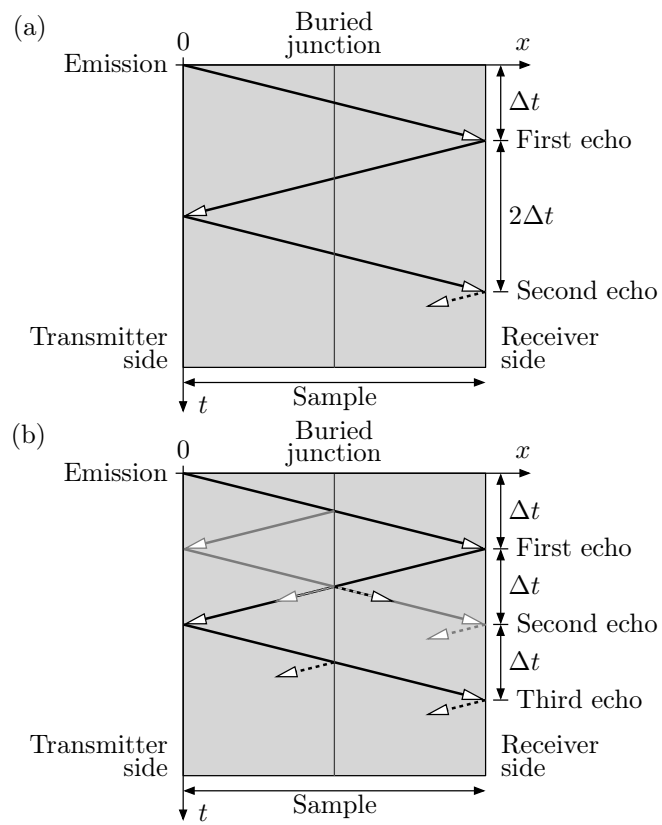 (a)
Buried
junction
0
x
Emission
Δt
First echo
2Δt
Second echo
Transmitter
side
Receiver
side
Sample
t
(b)
Buried
junction
0
x
Emission
Δt
First echo
Δt
Second echo
Δt
Third echo
Transmitter
side
Receiver
side
Sample
t